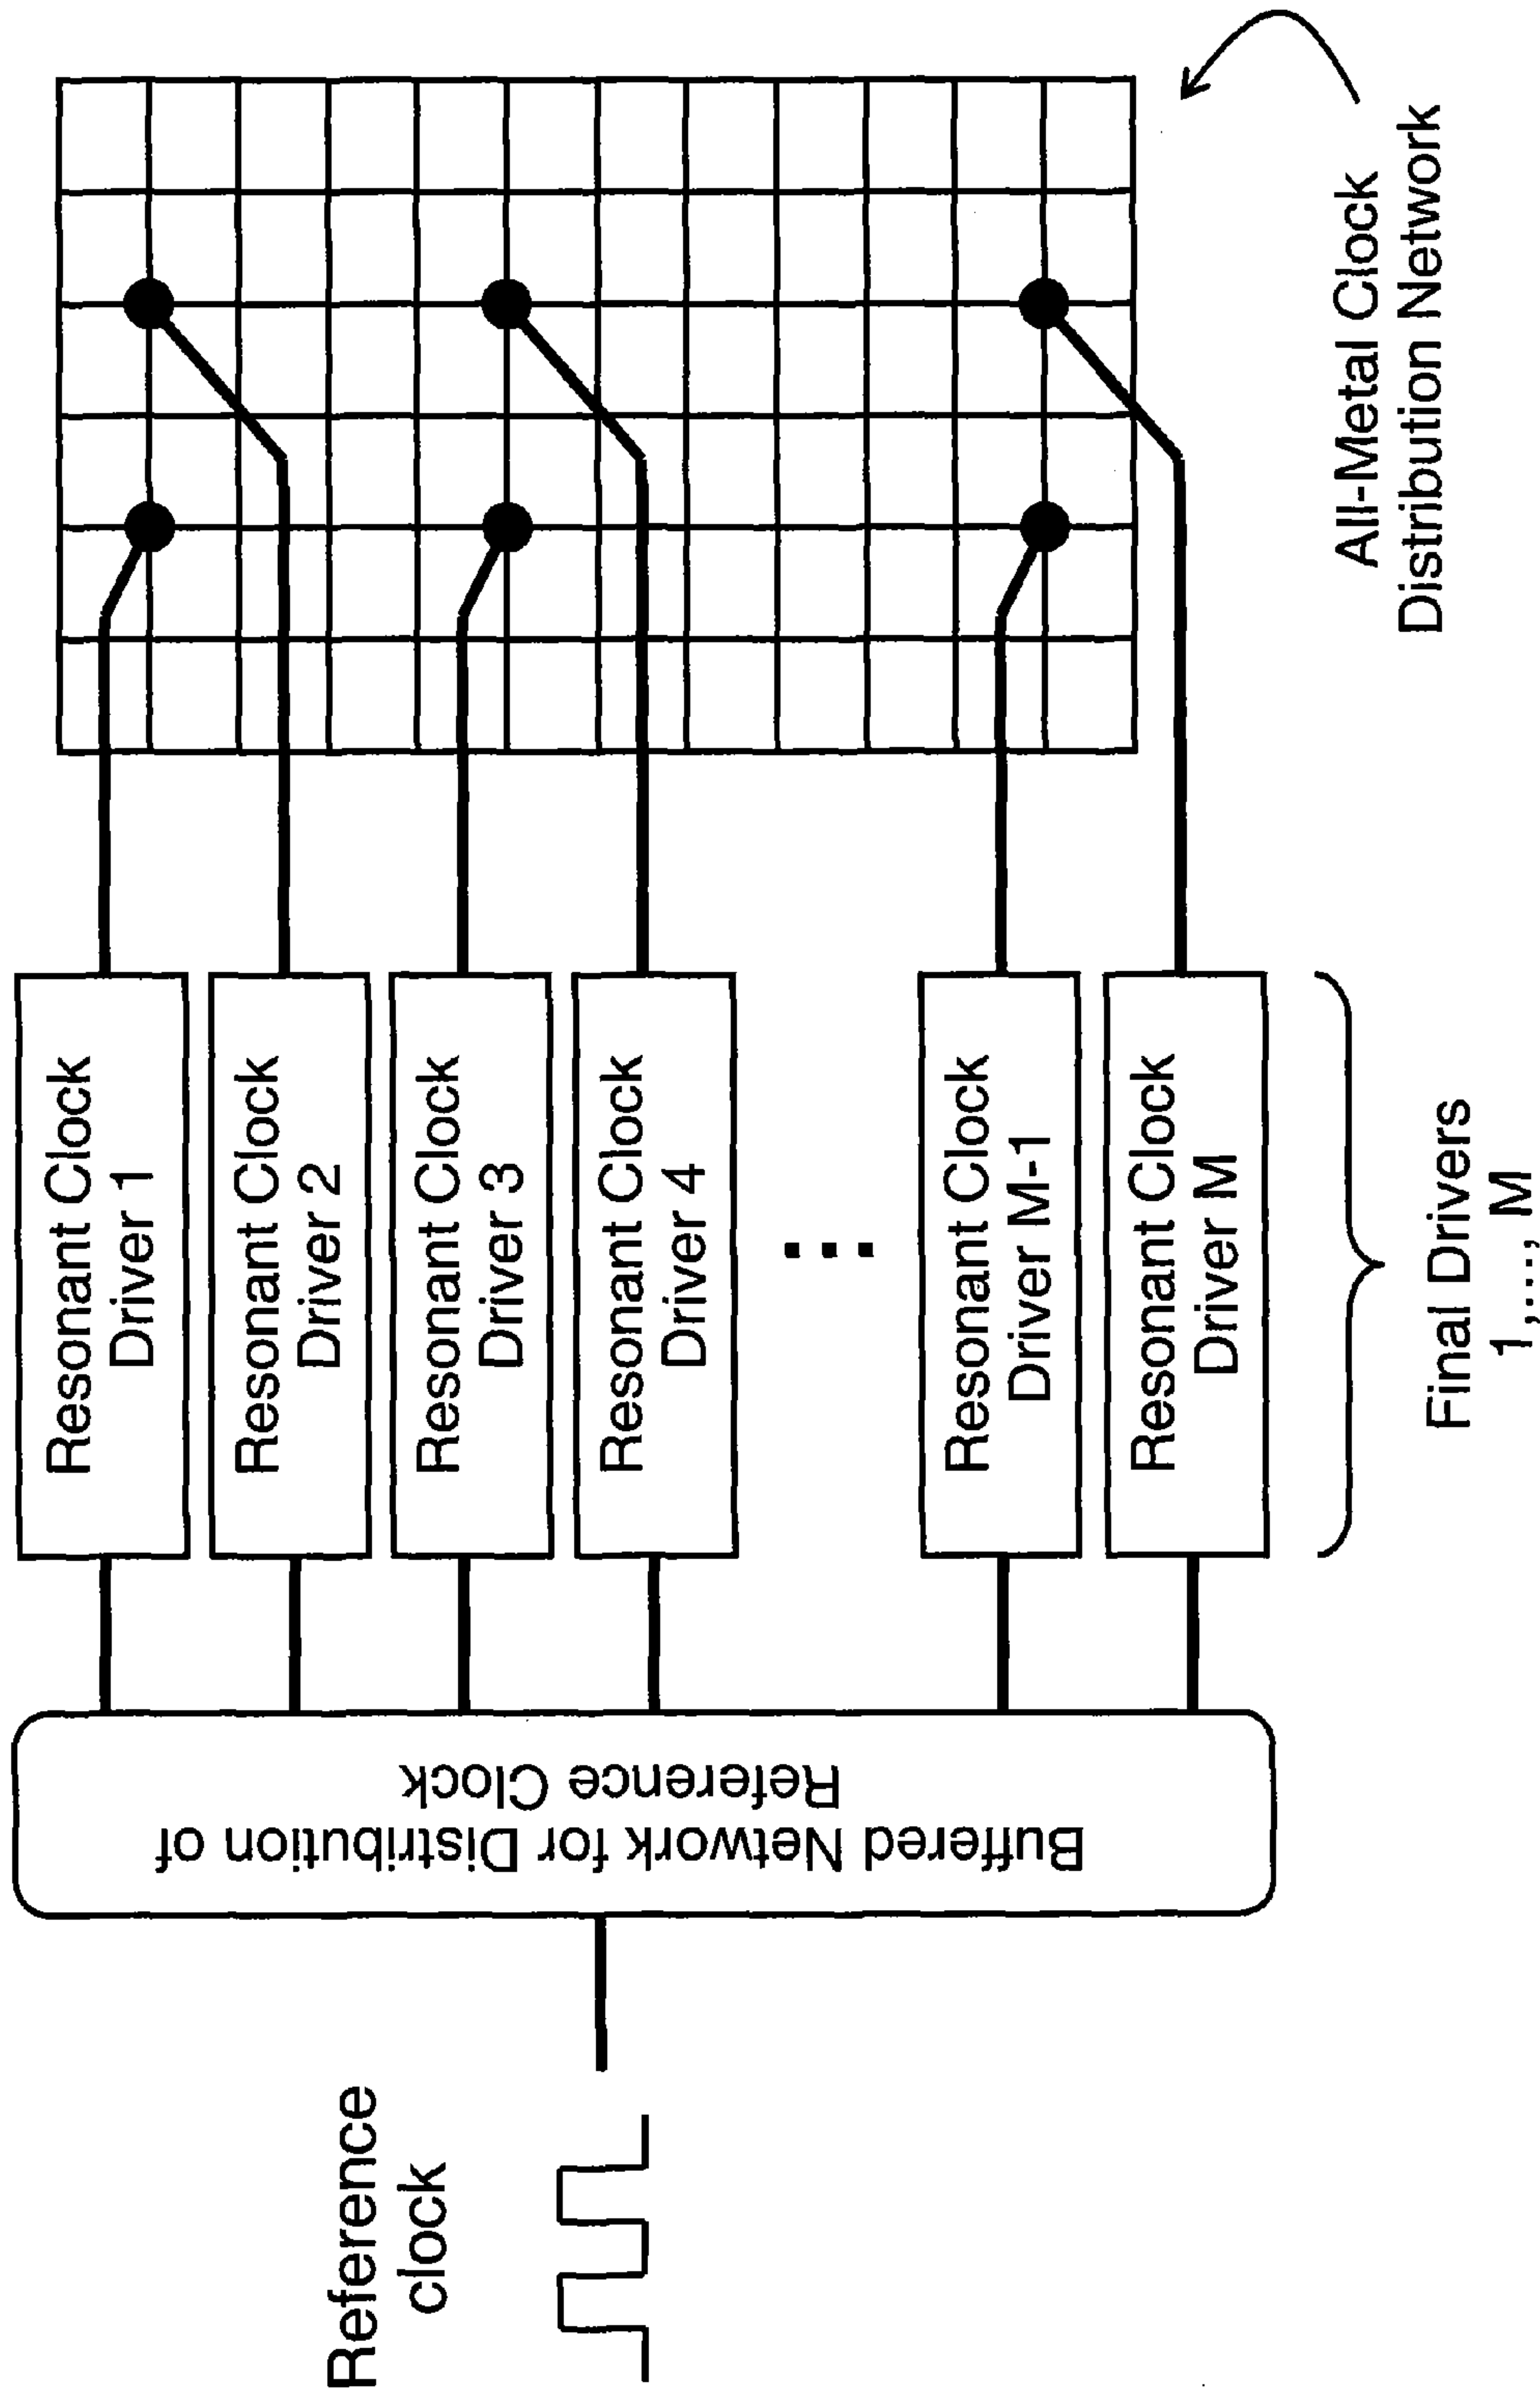 Reference
clock
Buffered Network for Distribution of
Reference Clock
Resonant Clock
Driver 1
Resonant Clock
Driver 2
Resonant Clock
Driver 3
Resonant Clock
Driver 4
...
Resonant Clock
Driver M-1
Resonant Clock
Driver M
Final Drivers
1,..., M
All-Metal Clock
Distribution Network